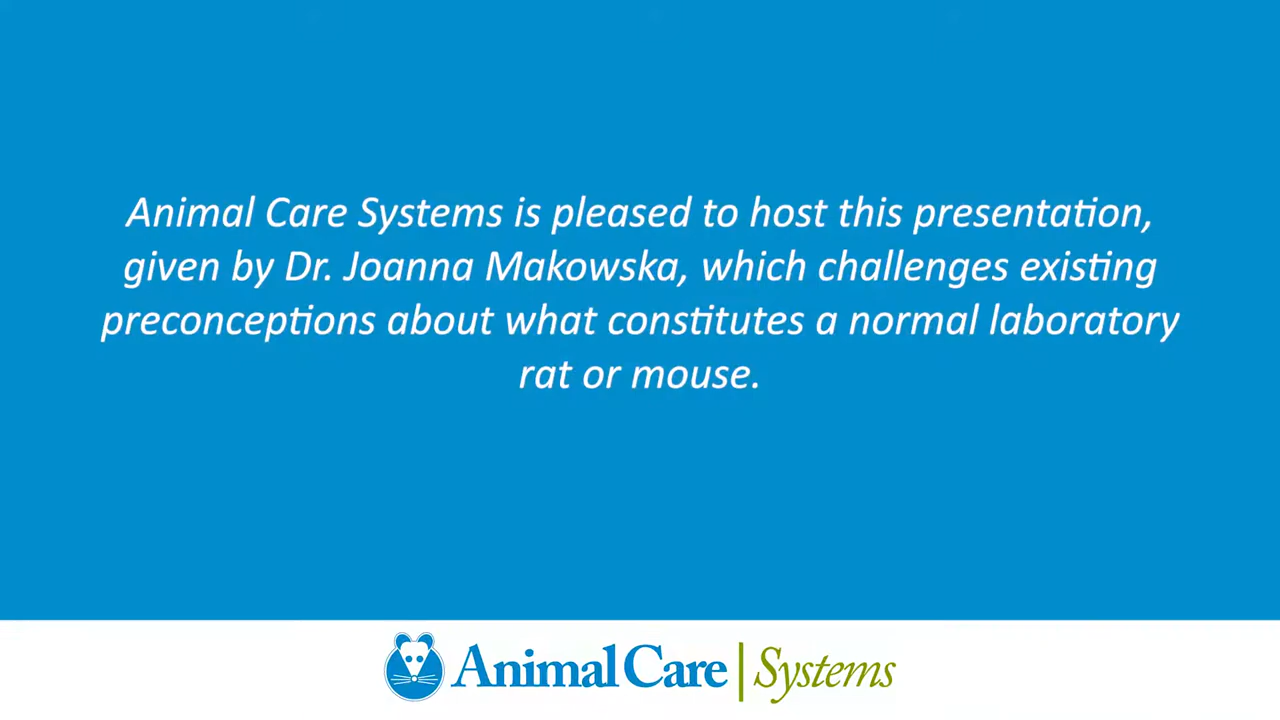 Animal Care Systems is pleased to host this presentation,
given by Dr. Joanna Makowska, which challenges existing
preconceptions about what constitutes a normal laboratory
rat or mouse.
Animal Care | Systems